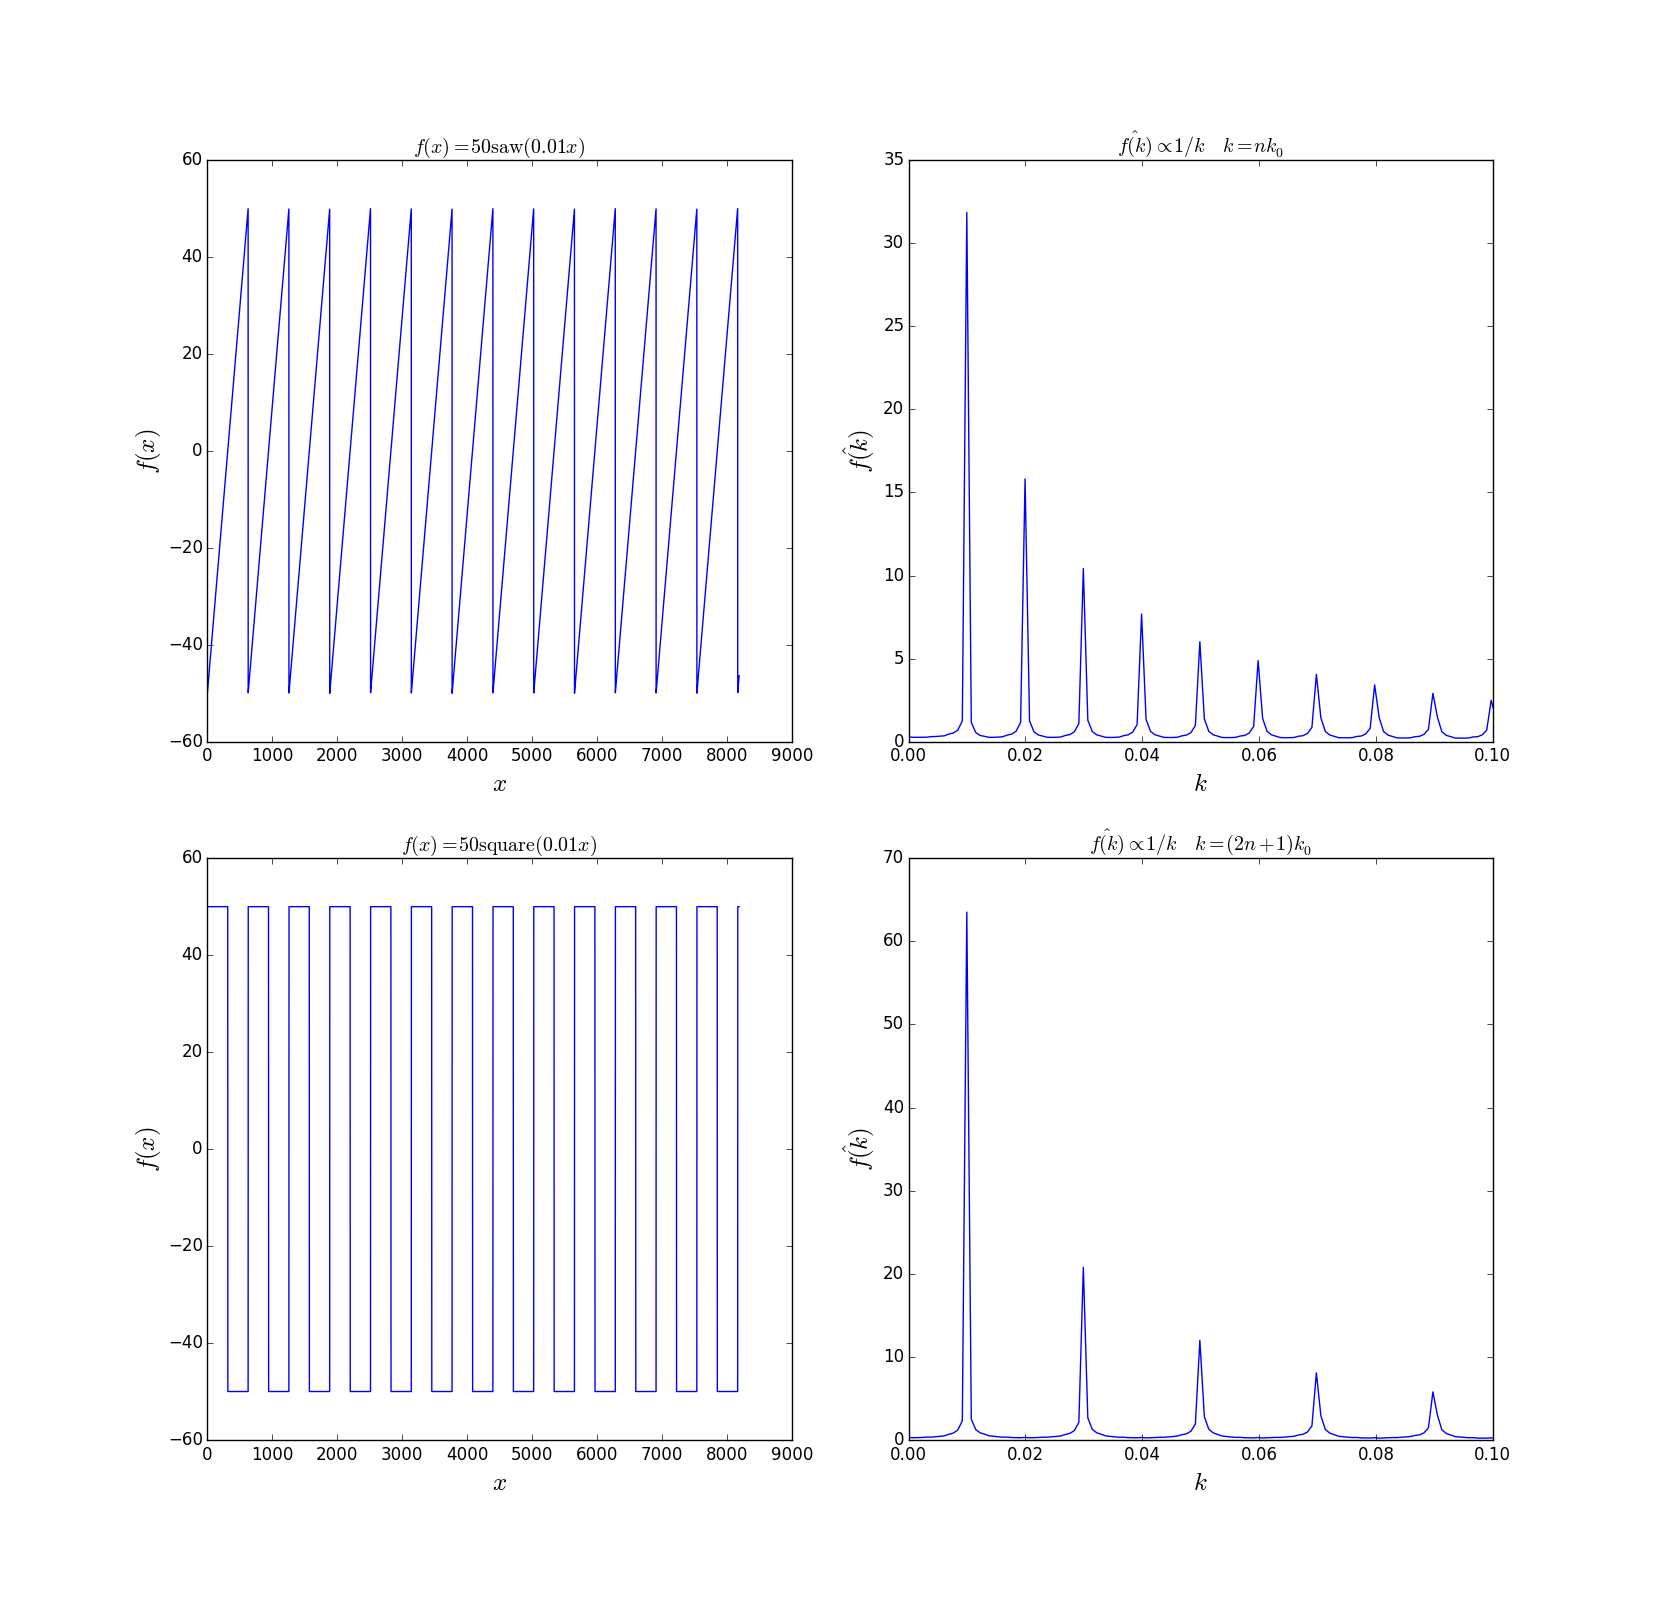 f(x) = 50saw(0.01x)
60
40
20
0
−20
−40
−60
f(x)
0 1000 2000 3000 4000 5000 6000 7000 8000 9000
x
f̂(k) ∝ 1/k k = nk₀
35
30
25
20
15
10
5
0
f̂(k)
0.00 0.02 0.04 0.06 0.08 0.10
k
f(x) = 50square(0.01x)
60
40
20
0
−20
−40
−60
f(x)
0 1000 2000 3000 4000 5000 6000 7000 8000 9000
x
f̂(k) ∝ 1/k k = (2n + 1)k₀
70
60
50
40
30
20
10
0
f̂(k)
0.00 0.02 0.04 0.06 0.08 0.10
k